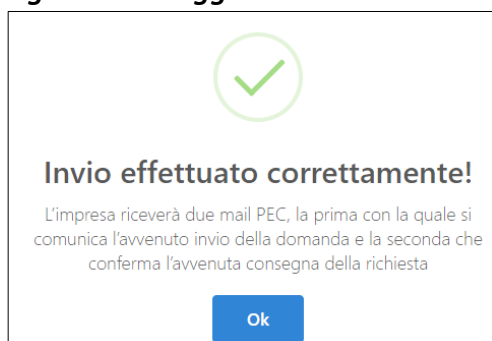 Invio effettuato correttamente!
L'impresa riceverà due mail PEC, la prima con la quale si
comunica l'avvenuto invio della domanda e la seconda che
conferma l'avvenuta consegna della richiesta
Ok